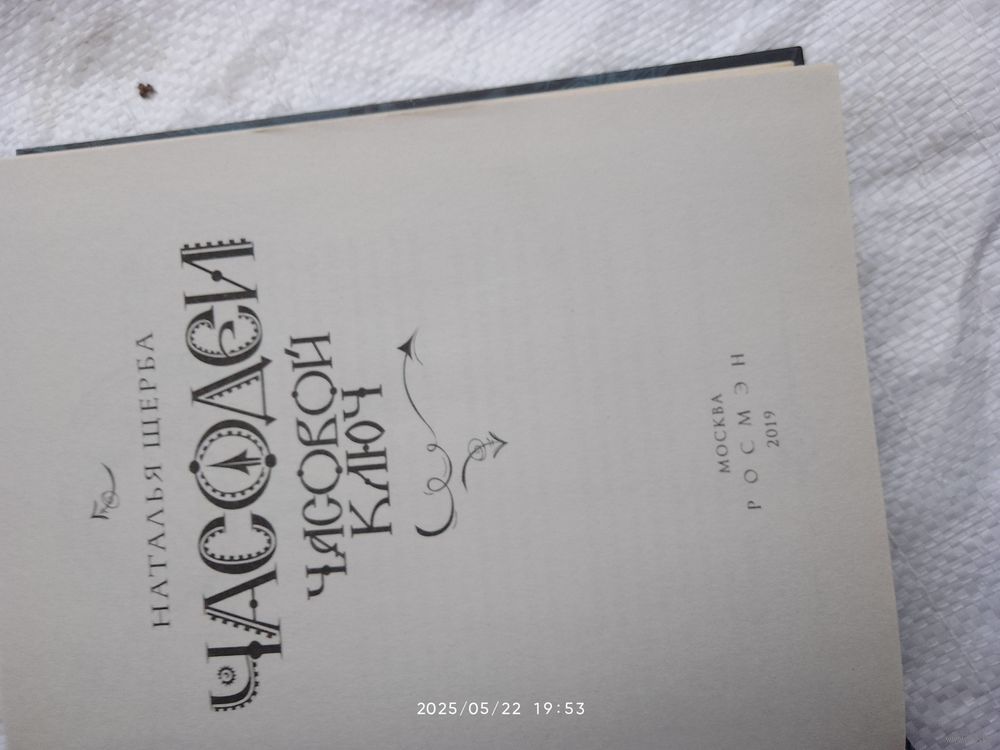 НАТАЛЬЯ ЩЕРБА
ЧАСОДЕИ
ЧАСОВОЙ
КЛЮЧ
МОСКВА
РОСМЭН
2019
2025/05/22 19:53